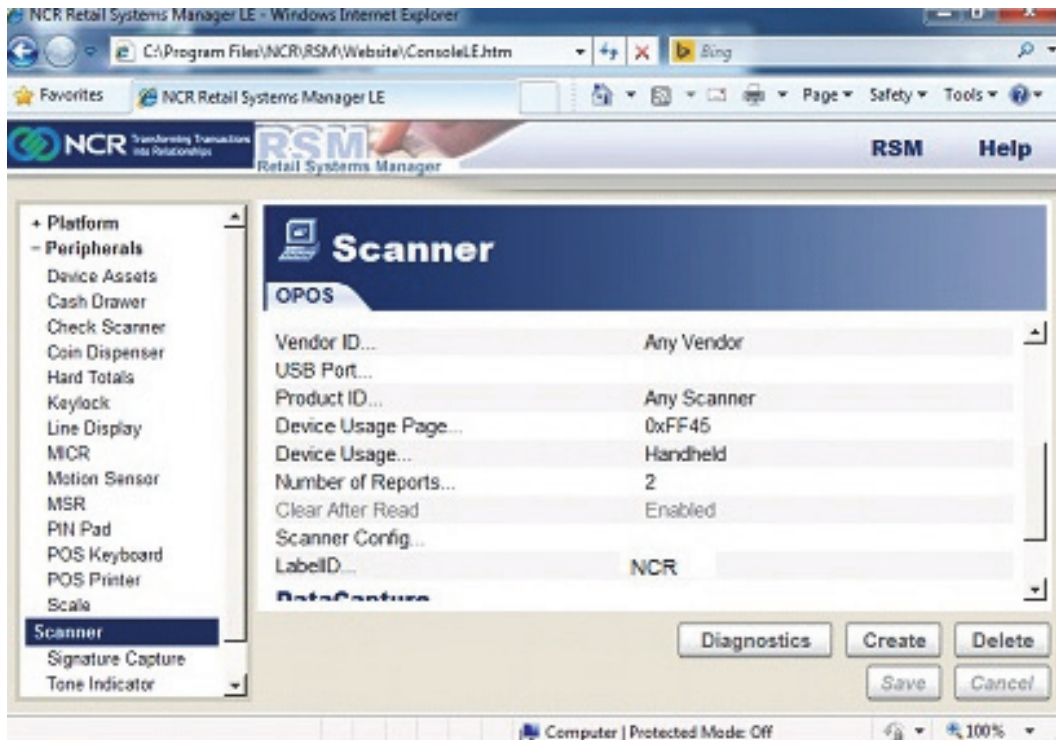 NCR Retail Systems Manager LE - Windows Internet Explorer
C:\Program Files\NCR\RSM\Website\ConsoleLE.htm
Bing
Favorites
NCR Retail Systems Manager LE
Page
Safety
Tools
NCR
Transforming Transactions
into Relationships
RSM
Retail Systems Manager
RSM
Help
+ Platform
- Peripherals
Device Assets
Cash Drawer
Check Scanner
Coin Dispenser
Hard Totals
Keylock
Line Display
MICR
Motion Sensor
MSR
PIN Pad
POS Keyboard
POS Printer
Scale
Scanner
Signature Capture
Tone Indicator
Scanner
OPOS
Vendor ID... Any Vendor
USB Port...
Product ID... Any Scanner
Device Usage Page... 0xFF45
Device Usage... Handheld
Number of Reports... 2
Clear After Read Enabled
Scanner Config...
LabelID... NCR
DataCapture
Diagnostics
Create
Delete
Save
Cancel
Computer | Protected Mode: Off
100%